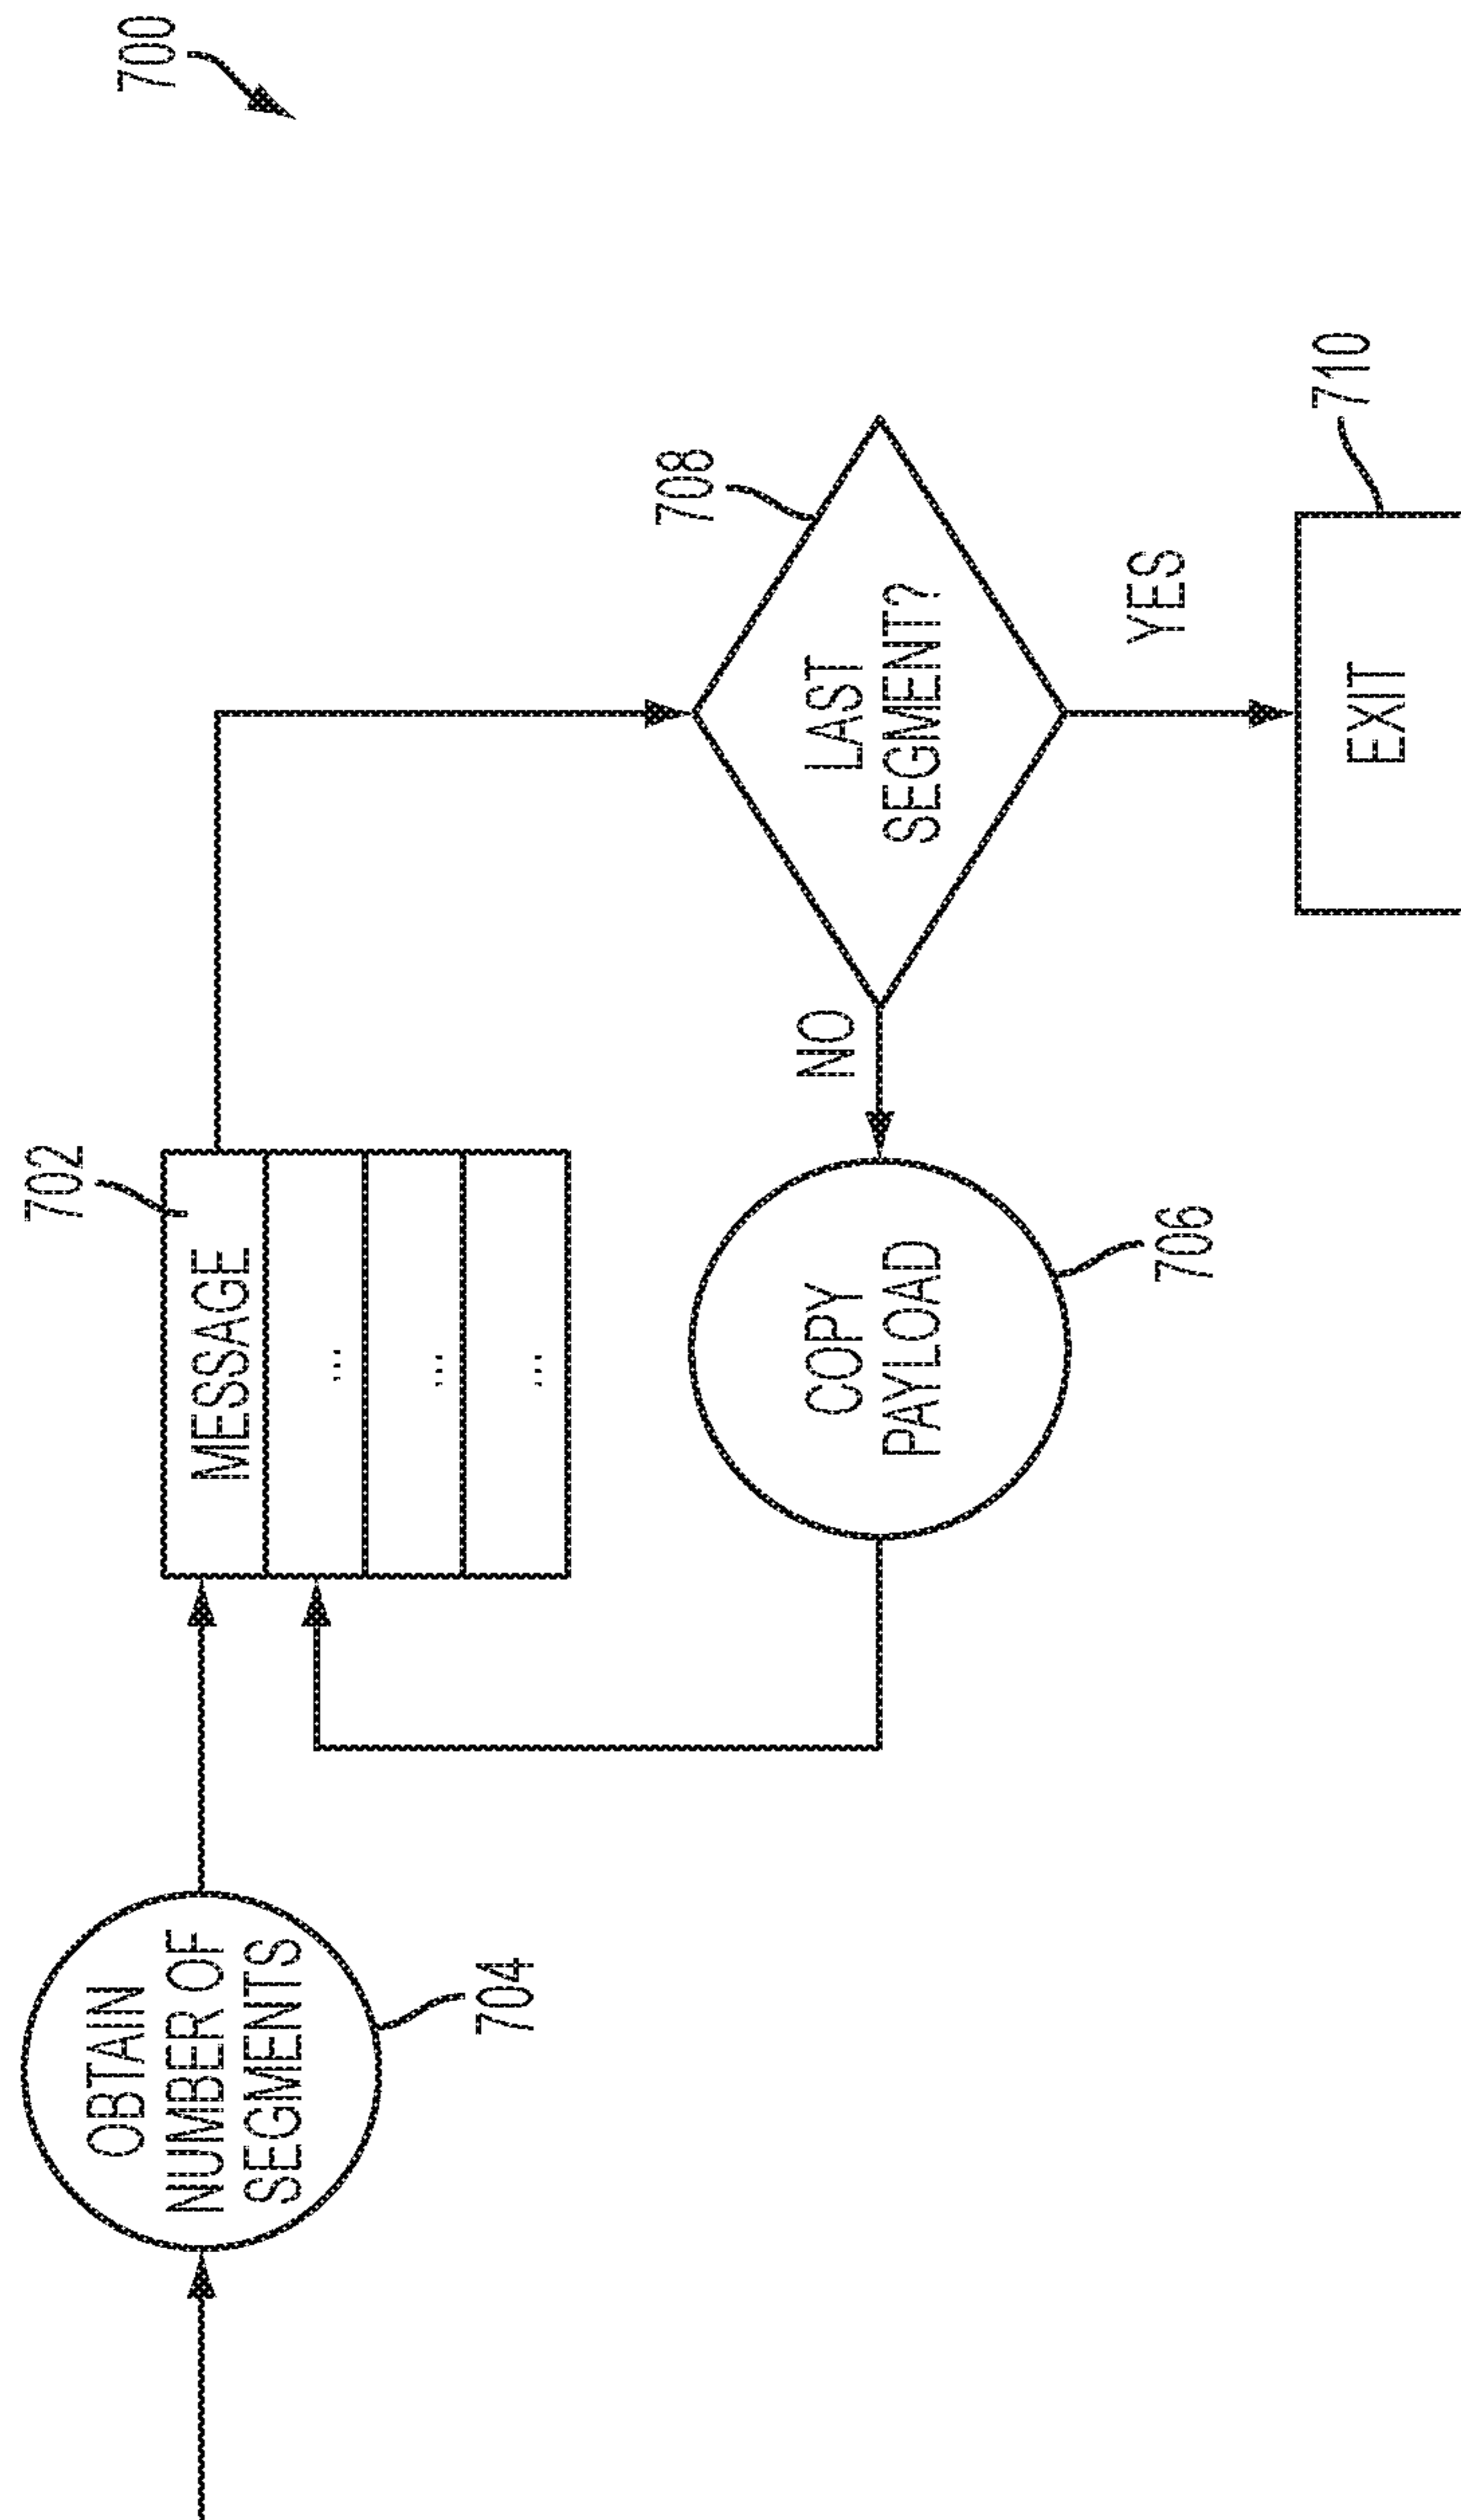 700
702
MESSAGE
...
...
...
OBTAIN
NUMBER OF
SEGMENTS
704
708
LAST
SEGMENT?
NO
YES
COPY
PAYLOAD
706
710
EXIT